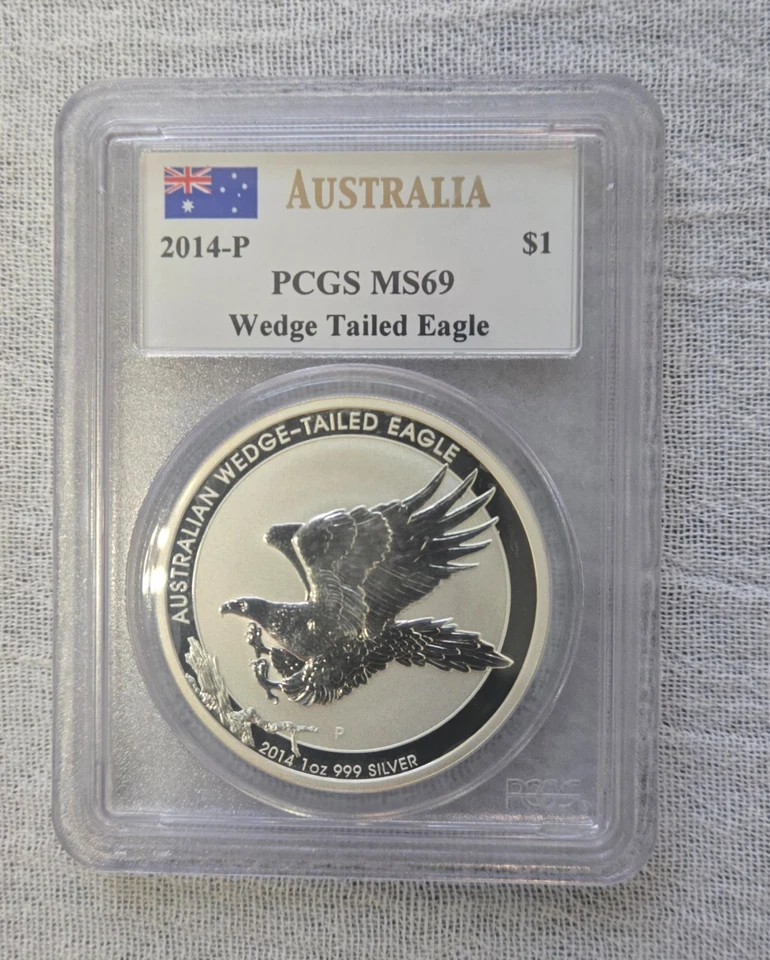 AUSTRALIA
2014-P $1
PCGS MS69
Wedge Tailed Eagle
AUSTRALIAN WEDGE-TAILED EAGLE
P
2014 1oz 999 SILVER
PCGS